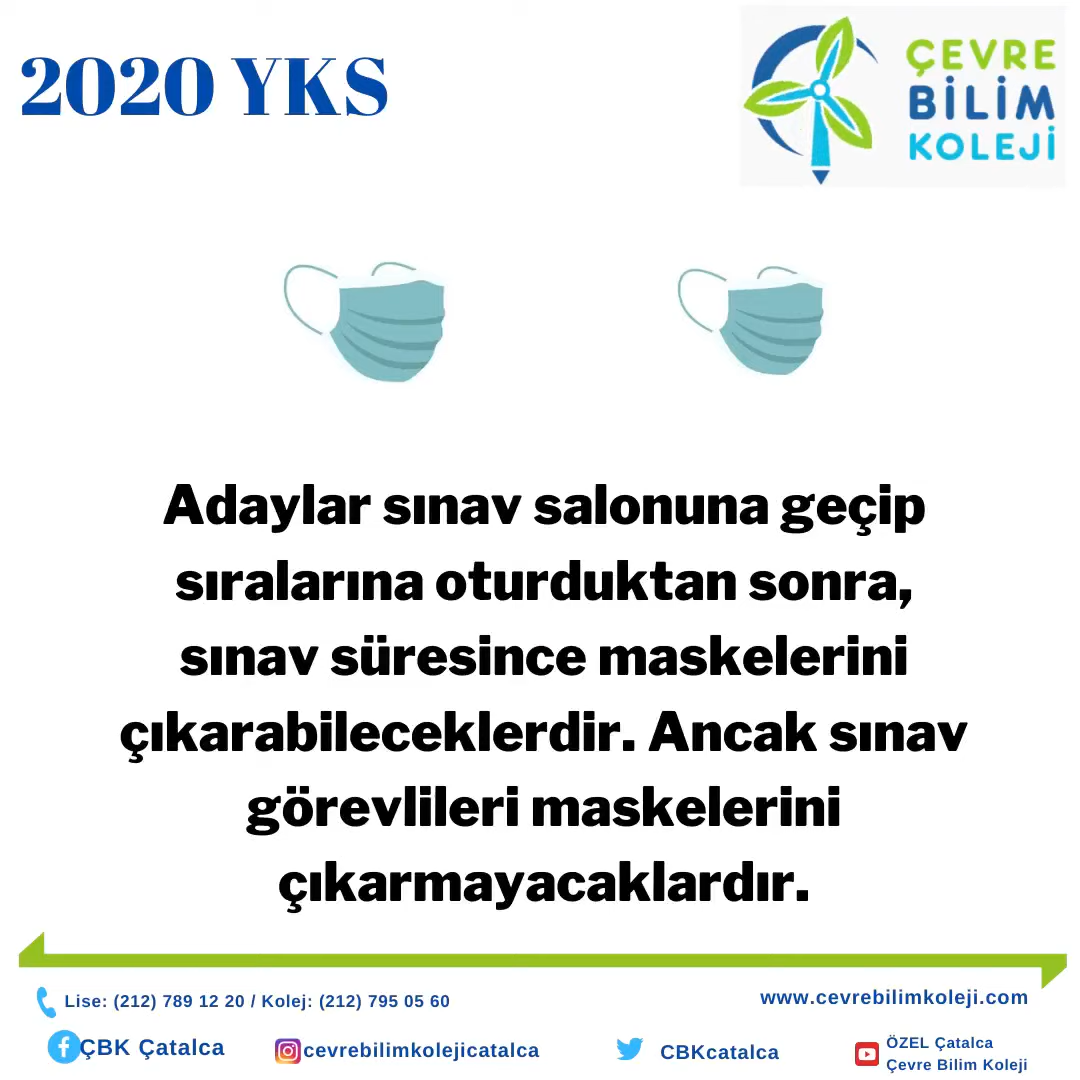 2020 YKS
ÇEVRE
BİLİM
KOLEJİ
Adaylar sınav salonuna geçip
sıralarına oturduktan sonra,
sınav süresince maskelerini
çıkarabileceklerdir. Ancak sınav
görevlileri maskelerini
çıkarmayacaklardır.
Lise: (212) 789 12 20 / Kolej: (212) 795 05 60
www.cevrebilimkoleji.com
ÇBK Çatalca
cevrebilimkolejicatalca
CBKcatalca
ÖZEL Çatalca
Çevre Bilim Koleji